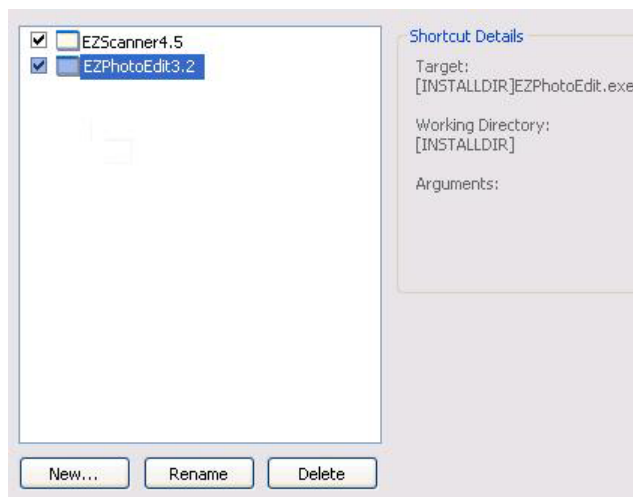 EZScanner4.5
EZPhotoEdit3.2
Shortcut Details
Target:
[INSTALLDIR]EZPhotoEdit.exe
Working Directory:
[INSTALLDIR]
Arguments:
New...
Rename
Delete